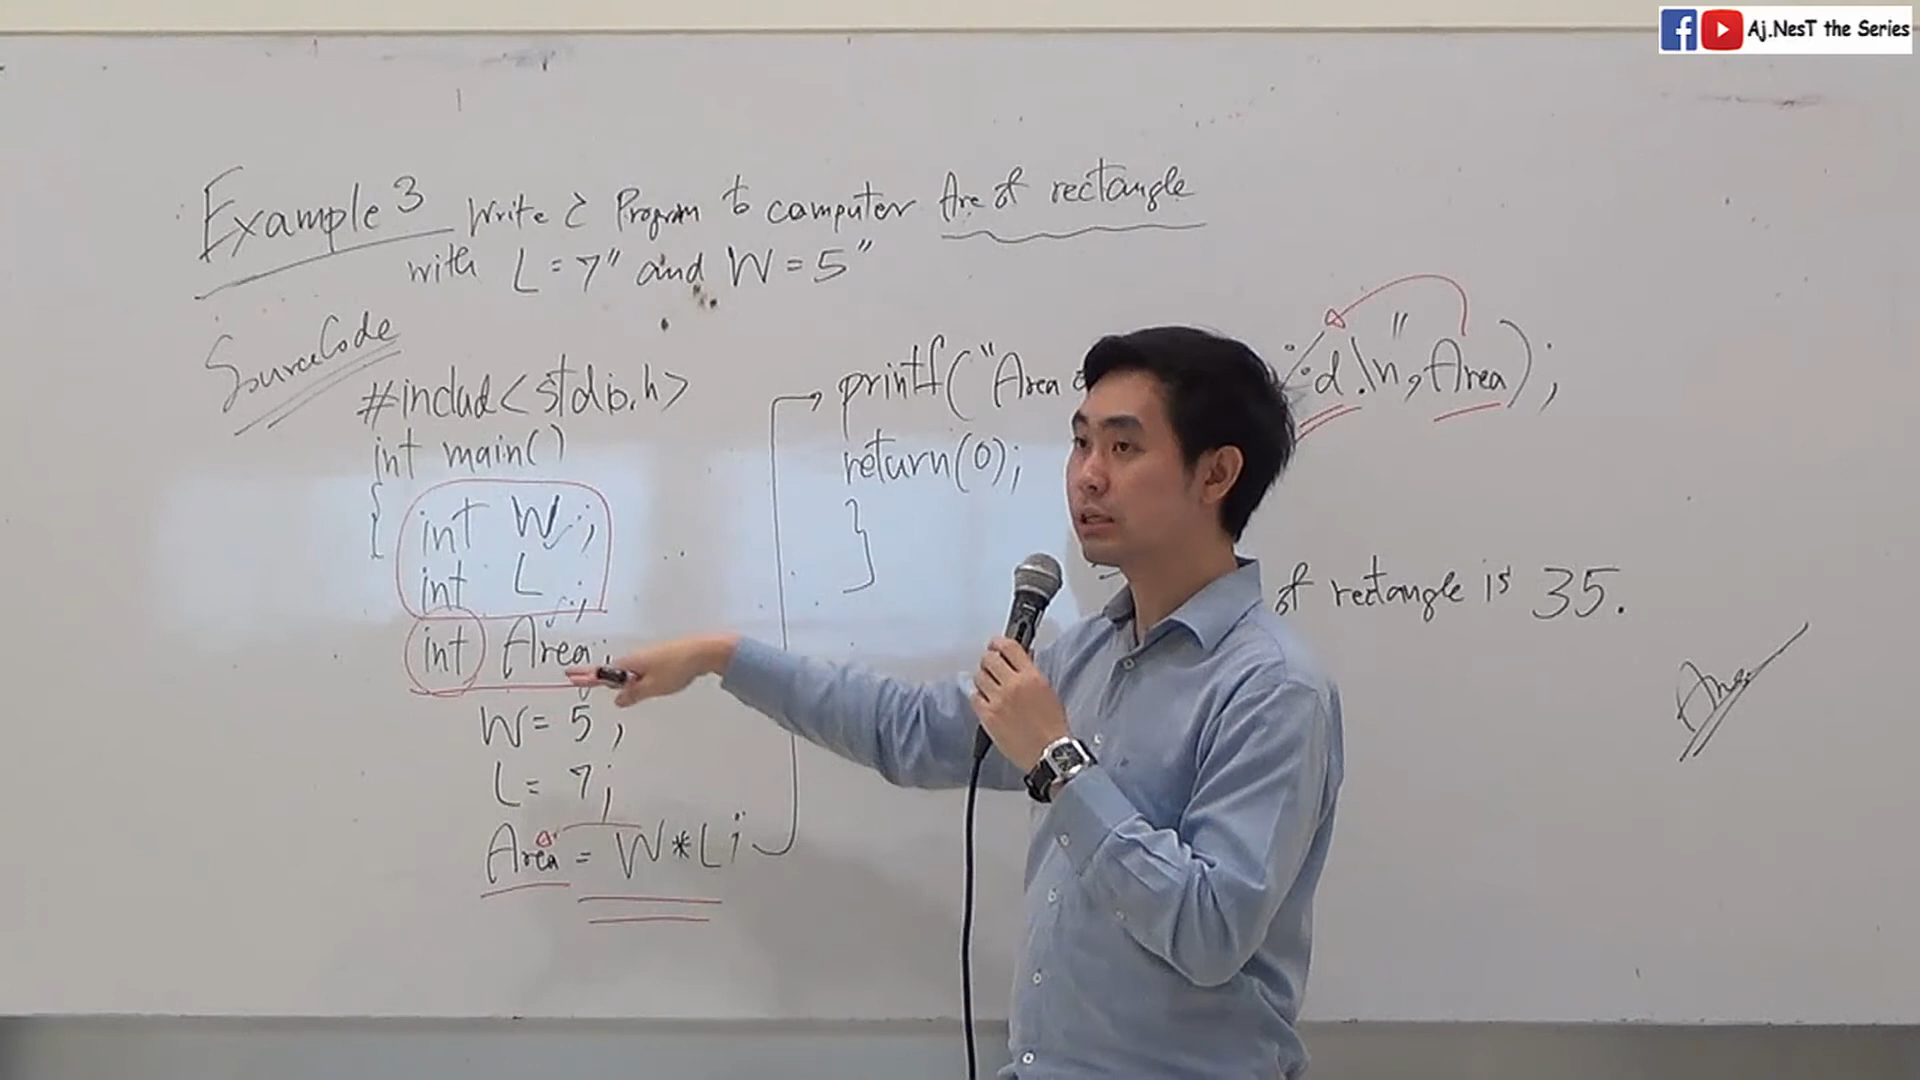 Aj.NesT the Series
Example 3 Write C Program to computer Are of rectangle
with L = 7" and W = 5"
SourceCode
#includ<stdio.h>
int main()
{
int W;
int L;
int Area;
W = 5;
L = 7;
Area = W*L;
printf("Area %d.\n", Area);
return(0);
}
of rectangle is 35.
Ans